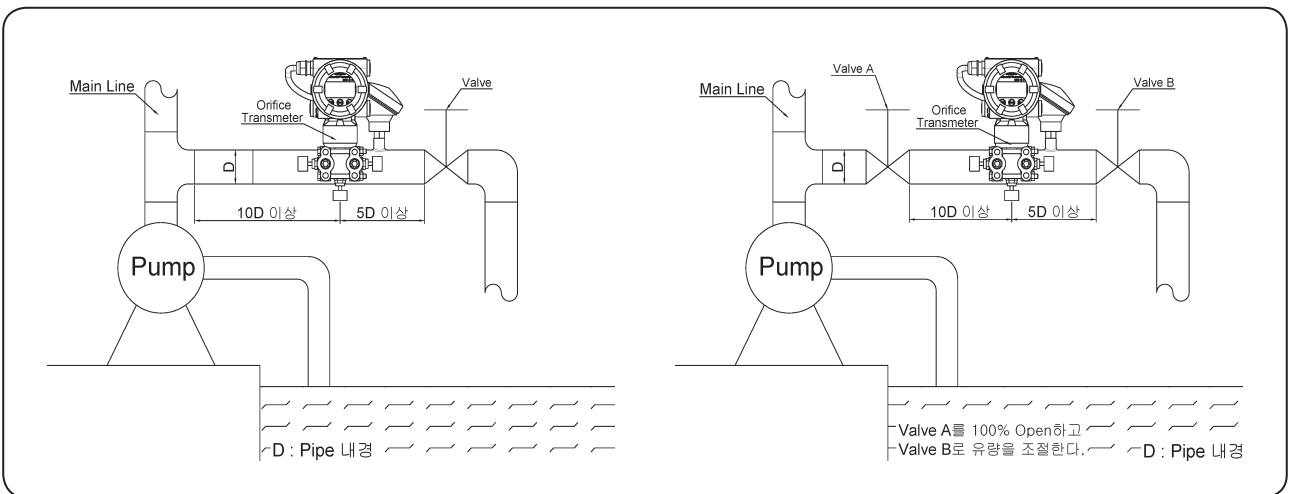 Main Line
Orifice
Transmeter
Valve
D
10D 이상
5D 이상
Pump
D : Pipe 내경
Main Line
Valve A
Orifice
Transmeter
Valve B
D
10D 이상
5D 이상
Pump
Valve A를 100% Open하고
Valve B로 유량을 조절한다.
D : Pipe 내경